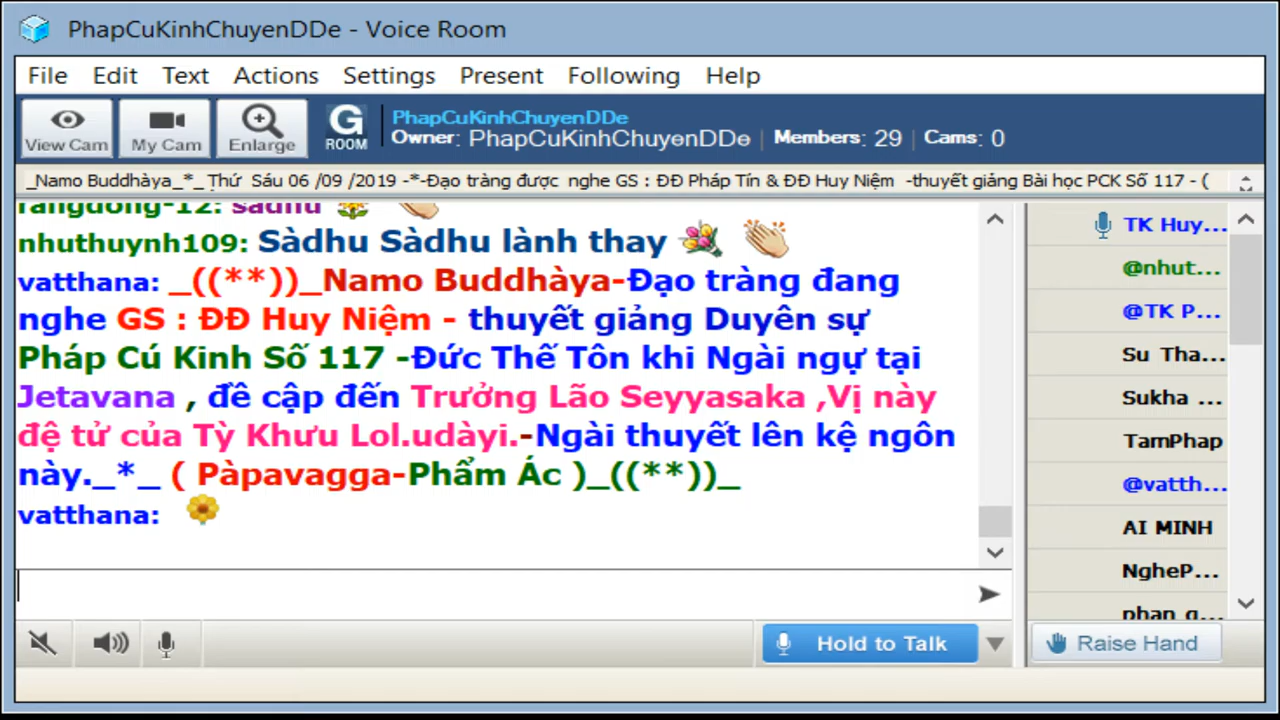 PhapCuKinhChuyenDDe - Voice Room
File Edit Text Actions Settings Present Following Help
View Cam My Cam Enlarge G ROOM
PhapCuKinhChuyenDDe
Owner: PhapCuKinhChuyenDDe | Members: 29 | Cams: 0
_Namo Buddhàya_*_ Thứ Sáu 06 /09 /2019 -*-Đạo tràng được nghe GS : ĐĐ Pháp Tín & ĐĐ Huy Niệm -thuyết giảng Bài học PCK Số 117 - (
rangdong-12: sadhu
nhuthuynh109: Sàdhu Sàdhu lành thay
vatthana: _((**))_Namo Buddhàya-Đạo tràng đang
nghe GS : ĐĐ Huy Niệm - thuyết giảng Duyên sự
Pháp Cú Kinh Số 117 -Đức Thế Tôn khi Ngài ngự tại
Jetavana , đề cập đến Trưởng Lão Seyyasaka ,Vị này
đệ tử của Tỳ Khưu Lol.udàyi.-Ngài thuyết lên kệ ngôn
này._*_ ( Pàpavagga-Phẩm Ác )_((**))_
vatthana:
TK Huy...
@nhut...
@TK P...
Su Tha...
Sukha ...
TamPhap
@vatth...
AI MINH
NgheP...
phan g...
Hold to Talk
Raise Hand